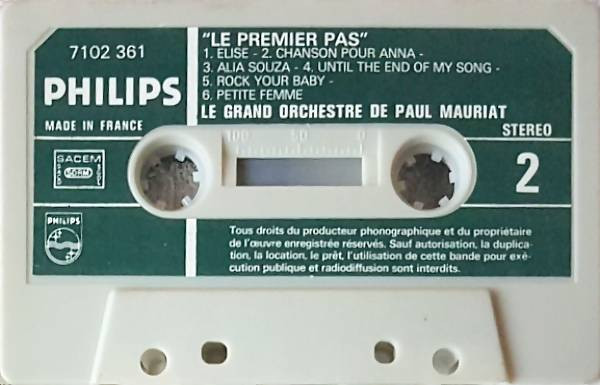 7102 361
PHILIPS
MADE IN FRANCE
SACEM
SDRM
PHILIPS
"LE PREMIER PAS"
1. ELISE - 2. CHANSON POUR ANNA -
3. ALIA SOUZA - 4. UNTIL THE END OF MY SONG -
5. ROCK YOUR BABY -
6. PETITE FEMME
LE GRAND ORCHESTRE DE PAUL MAURIAT
STEREO
100 50 0
2
Tous droits du producteur phonographique et du propriétaire
de l'œuvre enregistrée réservés. Sauf autorisation, la duplica-
tion, la location, le prêt, l'utilisation de cette bande pour exé-
cution publique et radiodiffusion sont interdits.